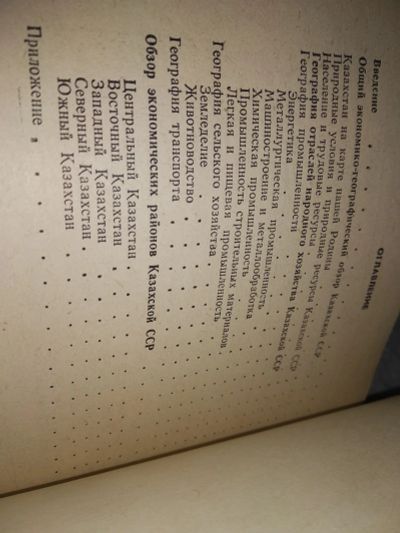 ОГЛАВЛЕНИЕ
Введение
Общий экономико-географический обзор Казахской ССР
Казахстан на карте нашей родины
Природные условия и природные ресурсы Казахской ССР
Население и трудовые ресурсы
География отраслей народного хозяйства Казахской ССР
География промышленности
Энергетика
Металлургическая промышленность
Машиностроение и металлообработка
Химическая промышленность
Промышленность строительных материалов
Легкая и пищевая промышленность
География сельского хозяйства
Земледелие
Животноводство
География транспорта
Обзор экономических районов Казахской ССР
Центральный Казахстан
Восточный Казахстан
Западный Казахстан
Северный Казахстан
Южный Казахстан
Приложение